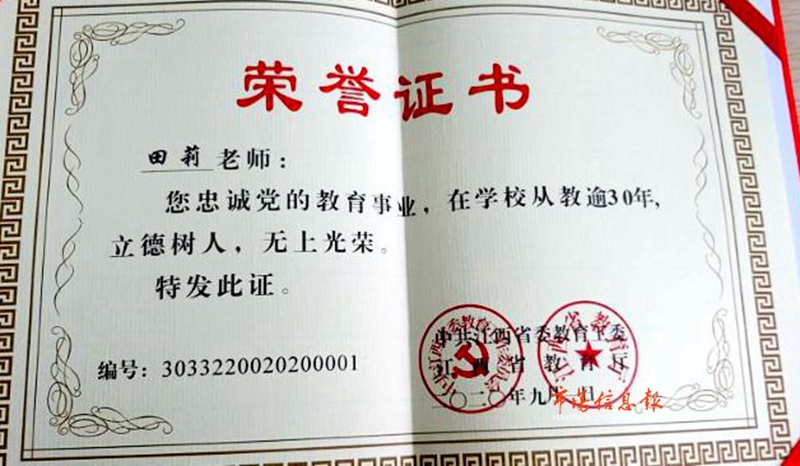 荣誉证书
田莉老师:
您忠诚党的教育事业,在学校从教逾30年,
立德树人,无上光荣。
特发此证。
中共江西省委教育工委
编号:3033220020200001
江西省教育厅
二〇二〇年九月 日
市场信息报